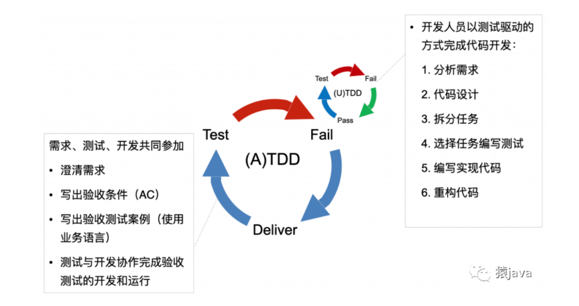 需求、测试、开发共同参加
• 澄清需求
• 写出验收条件（AC）
• 写出验收测试案例（使用
业务语言）
• 测试与开发协作完成验收
测试的开发和运行
Test
Fail
(A)TDD
Deliver
Test
Fail
(U)TDD
Pass
• 开发人员以测试驱动的
方式完成代码开发：
1. 分析需求
2. 代码设计
3. 拆分任务
4. 选择任务编写测试
5. 编写实现代码
6. 重构代码
猿java